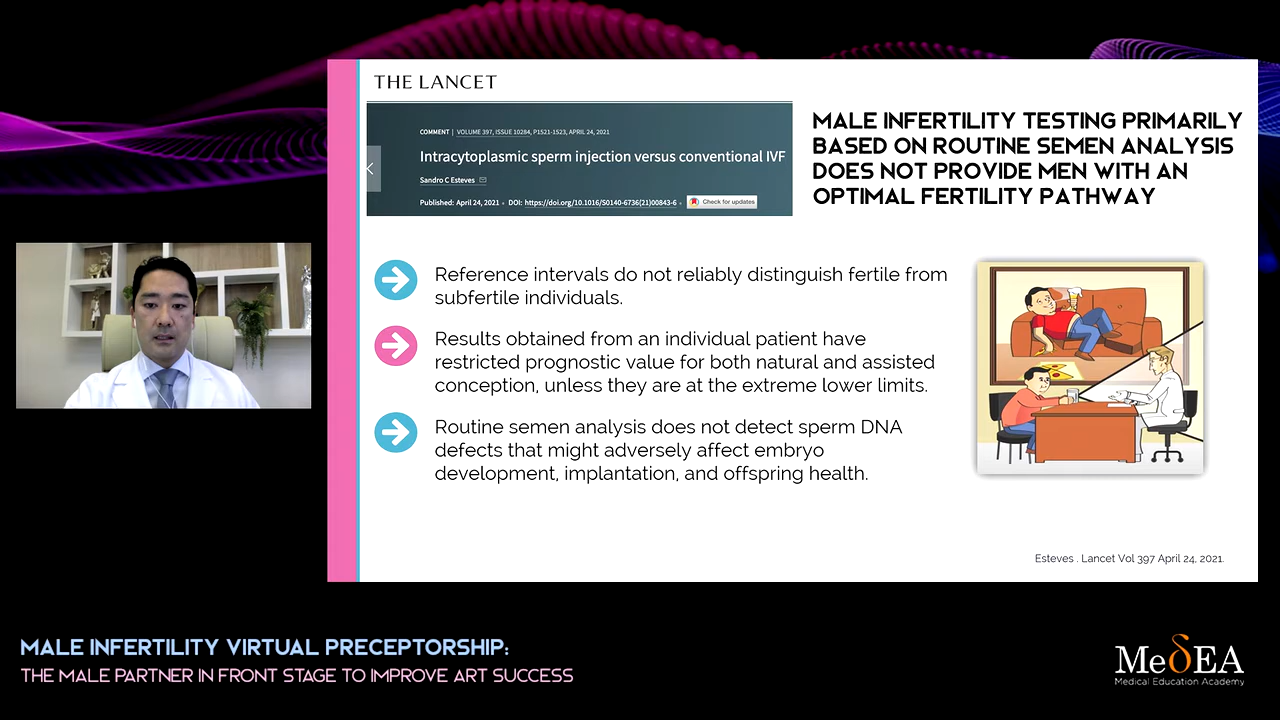 THE LANCET
COMMENT | VOLUME 397, ISSUE 10284, P1521-1523, APRIL 24, 2021
Intracytoplasmic sperm injection versus conventional IVF
Sandro C Esteves
Published: April 24, 2021 • DOI: https://doi.org/10.1016/S0140-6736(21)00843-6 •
Check for updates
MALE INFERTILITY TESTING PRIMARILY
BASED ON ROUTINE SEMEN ANALYSIS
DOES NOT PROVIDE MEN WITH AN
OPTIMAL FERTILITY PATHWAY
Reference intervals do not reliably distinguish fertile from
subfertile individuals.
Results obtained from an individual patient have
restricted prognostic value for both natural and assisted
conception, unless they are at the extreme lower limits.
Routine semen analysis does not detect sperm DNA
defects that might adversely affect embryo
development, implantation, and offspring health.
Esteves . Lancet Vol 397 April 24, 2021.
MALE INFERTILITY VIRTUAL PRECEPTORSHIP:
THE MALE PARTNER IN FRONT STAGE TO IMPROVE ART SUCCESS
MeδEA
Medical Education Academy